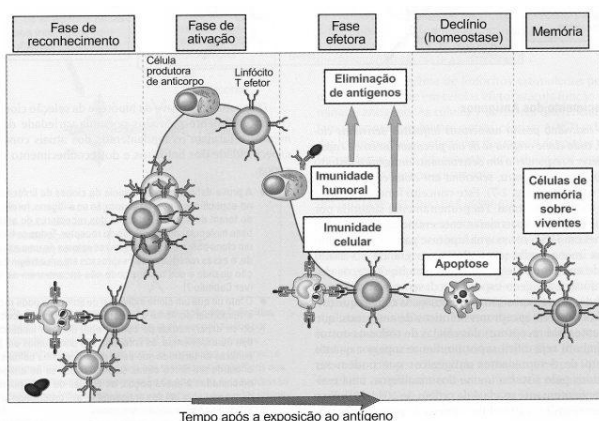 Fase de
reconhecimento
Fase de
ativação
Fase
efetora
Declínio
(homeostase)
Memória
Célula
produtora
de anticorpo
Linfócito
T efetor
Eliminação
de antígenos
Imunidade
humoral
Imunidade
celular
Apoptose
Células de
memória
sobre-
viventes
Tempo após a exposição ao antígeno